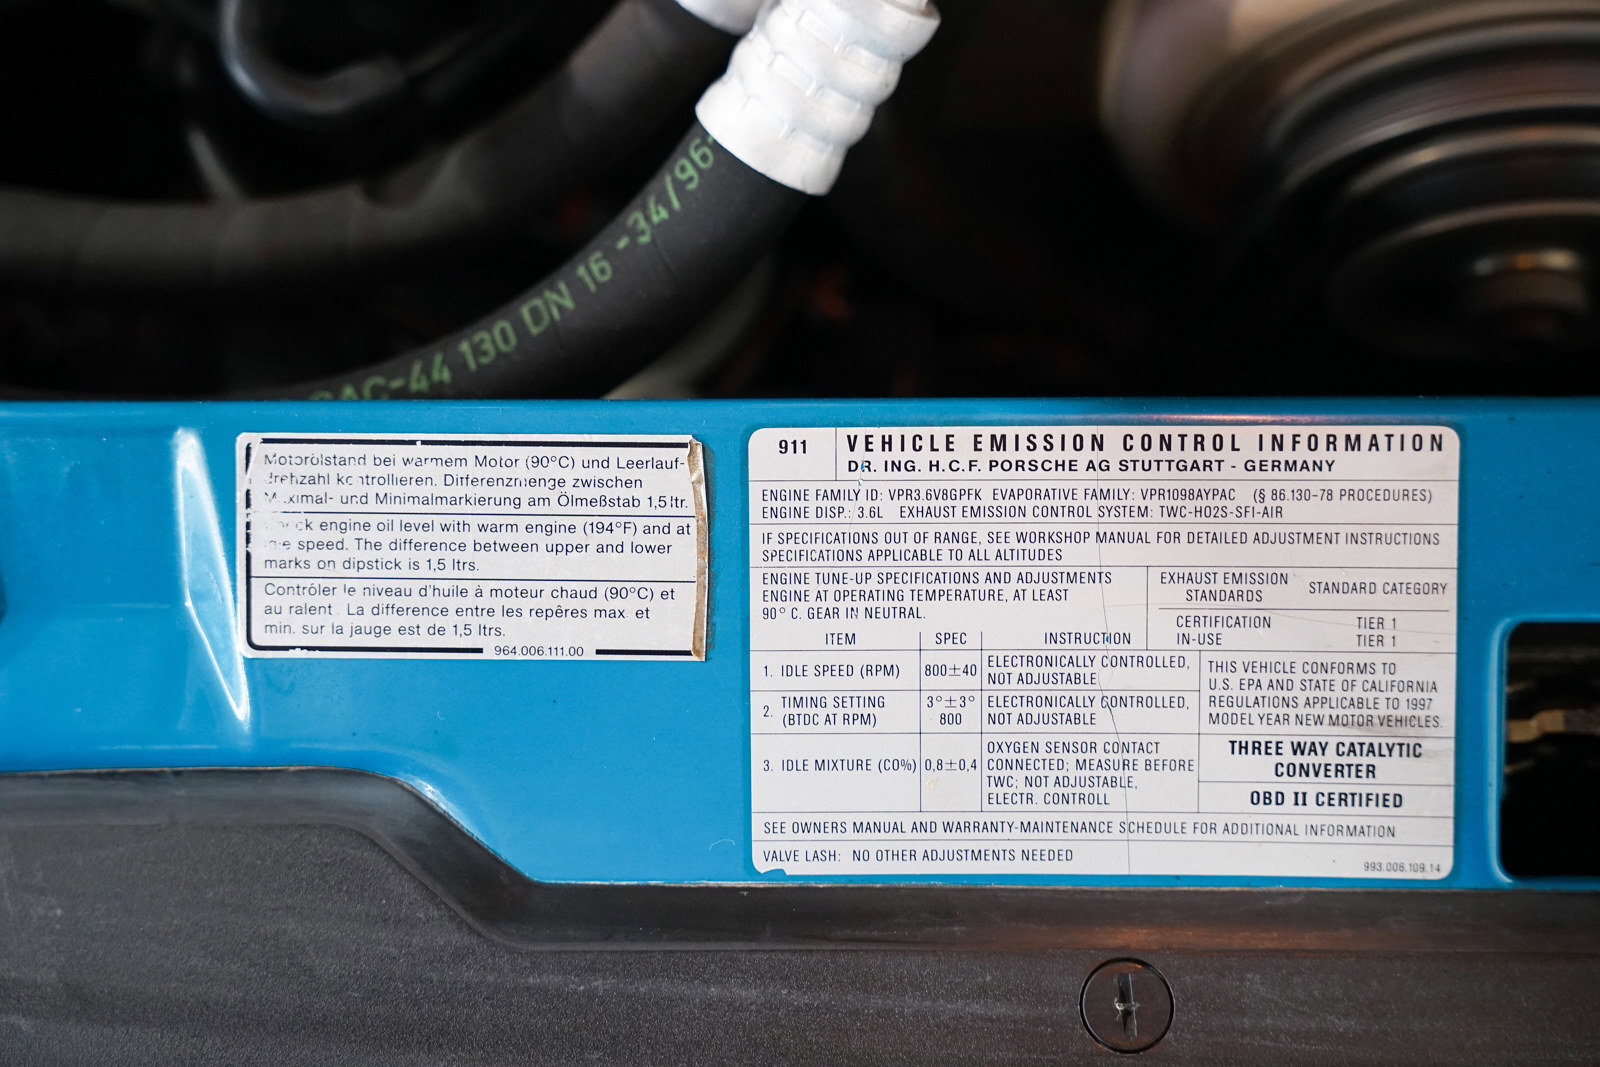 130 DN 16 -34/96
Motorölstand bei warmem Motor (90°C) und Leerlauf-
drehzahl kontrollieren. Differenzmenge zwischen
Maximal- und Minimalmarkierung am Ölmeßstab 1,5 ltr.
engine oil level with warm engine (194°F) and at
speed. The difference between upper and lower
marks on dipstick is 1,5 ltrs.
Contrôler le niveau d'huile à moteur chaud (90°C) et
au ralent. La difference entre les repêres max. et
min. sur la jauge est de 1,5 ltrs.
964.006.111.00
911
VEHICLE EMISSION CONTROL INFORMATION
DR. ING. H.C.F. PORSCHE AG STUTTGART - GERMANY
ENGINE FAMILY ID: VPR3.6V8GPFK EVAPORATIVE FAMILY: VPR1098AYPAC (§ 86.130-78 PROCEDURES)
ENGINE DISP.: 3.6L EXHAUST EMISSION CONTROL SYSTEM: TWC-HO2S-SFI-AIR
IF SPECIFICATIONS OUT OF RANGE, SEE WORKSHOP MANUAL FOR DETAILED ADJUSTMENT INSTRUCTIONS
SPECIFICATIONS APPLICABLE TO ALL ALTITUDES
ENGINE TUNE-UP SPECIFICATIONS AND ADJUSTMENTS
ENGINE AT OPERATING TEMPERATURE, AT LEAST
90° C. GEAR IN NEUTRAL.
EXHAUST EMISSION
STANDARDS
STANDARD CATEGORY
CERTIFICATION TIER 1
IN-USE TIER 1
ITEM SPEC INSTRUCTION
1. IDLE SPEED (RPM) 800±40 ELECTRONICALLY CONTROLLED,
NOT ADJUSTABLE
2. TIMING SETTING
(BTDC AT RPM)
3°±3°
800
ELECTRONICALLY CONTROLLED,
NOT ADJUSTABLE
3. IDLE MIXTURE (CO%) 0,8±0,4
OXYGEN SENSOR CONTACT
CONNECTED; MEASURE BEFORE
TWC; NOT ADJUSTABLE,
ELECTR. CONTROLL
THIS VEHICLE CONFORMS TO
U.S. EPA AND STATE OF CALIFORNIA
REGULATIONS APPLICABLE TO 1997
MODEL YEAR NEW MOTOR VEHICLES.
THREE WAY CATALYTIC
CONVERTER
OBD II CERTIFIED
SEE OWNERS MANUAL AND WARRANTY-MAINTENANCE SCHEDULE FOR ADDITIONAL INFORMATION
VALVE LASH: NO OTHER ADJUSTMENTS NEEDED
993.006.109.14